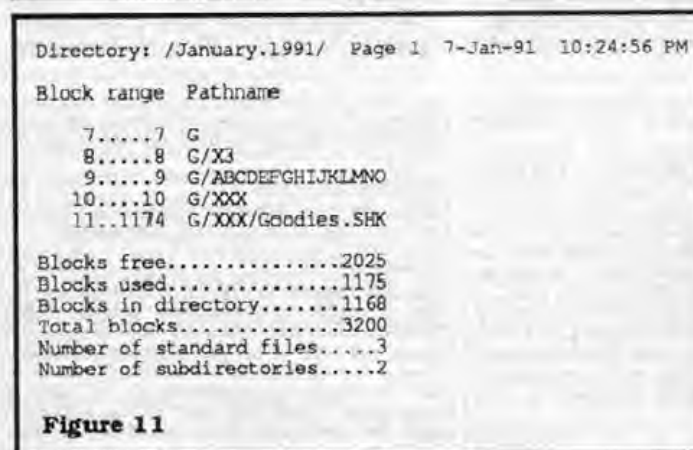 Directory: /January.1991/ Page 1 7-Jan-91 10:24:56 PM
Block range Pathname
7.....7 G
8.....8 G/X3
9.....9 G/ABCDEFGHIJKLMNO
10....10 G/XXX
11..1174 G/XXX/Goodies.SHK
Blocks free...............2025
Blocks used...............1175
Blocks in directory.......1168
Total blocks..............3200
Number of standard files.....3
Number of subdirectories.....2
Figure 11